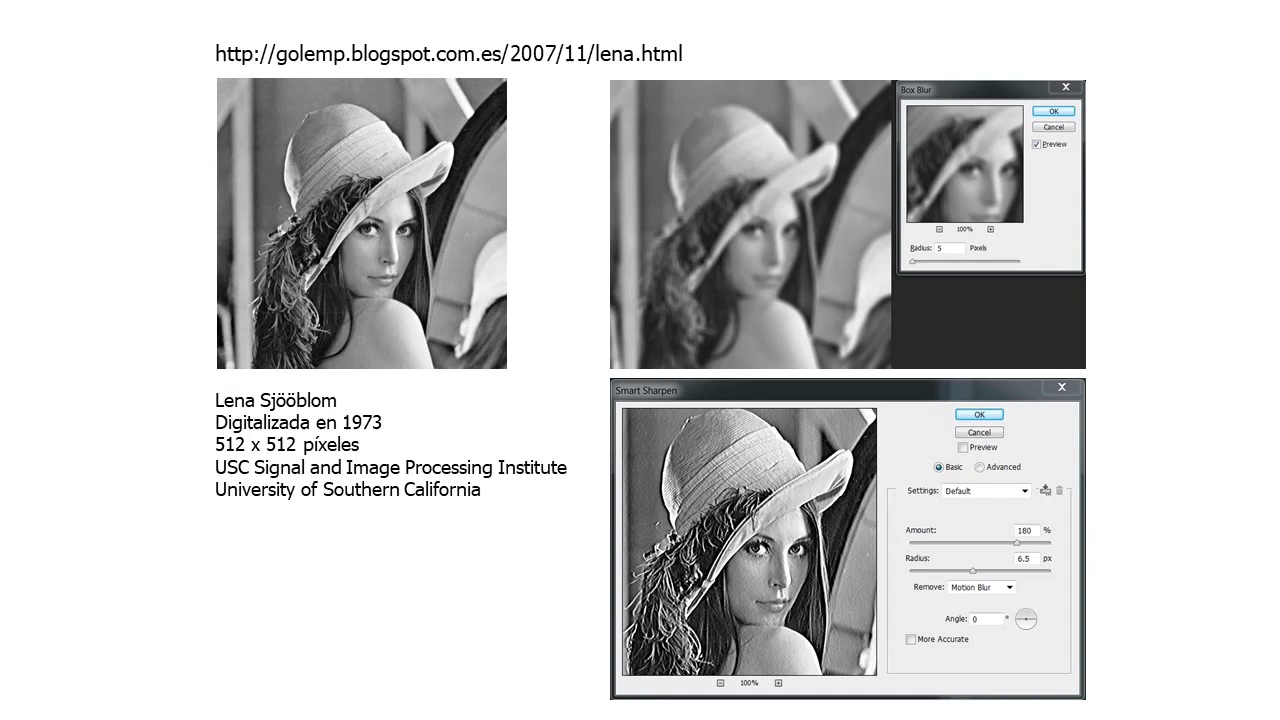 http://golemp.blogspot.com.es/2007/11/lena.html
Box Blur
X
OK
Cancel
Preview
100%
Radius: 5 Pixels
Lena Sjööblom
Digitalizada en 1973
512 x 512 píxeles
USC Signal and Image Processing Institute
University of Southern California
Smart Sharpen
X
OK
Cancel
Preview
Basic Advanced
Settings: Default
Amount: 180 %
Radius: 6.5 px
Remove: Motion Blur
Angle: 0 °
More Accurate
100%